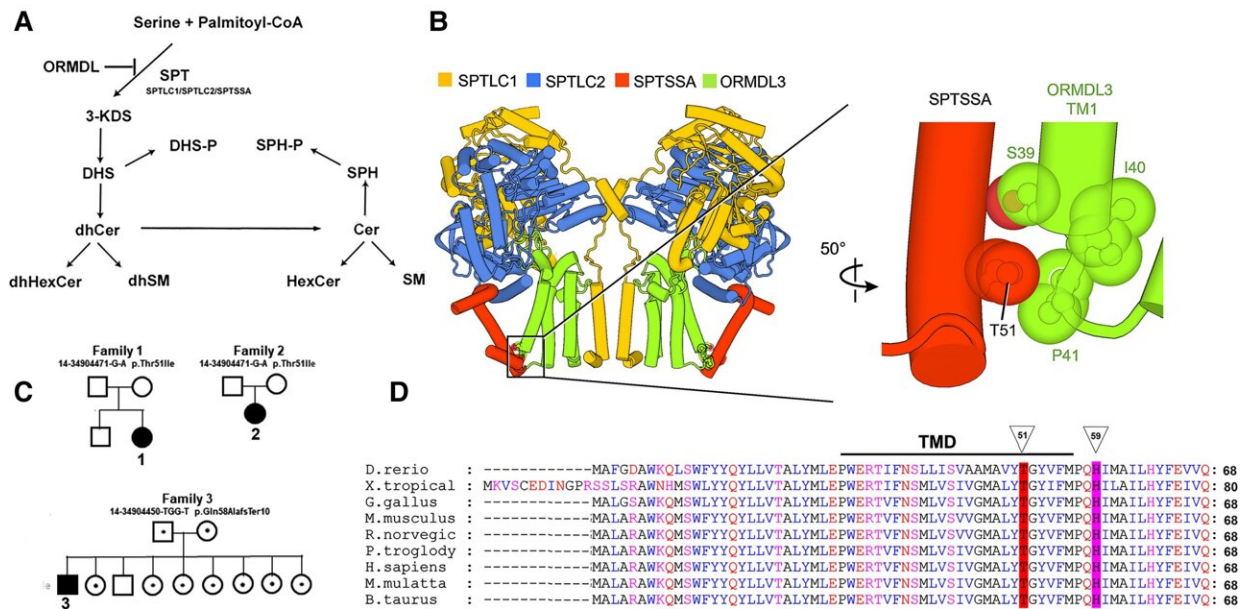 A
Serine + Palmitoyl-CoA
ORMDL
SPT
SPTLC1/SPTLC2/SPTSSA
3-KDS
DHS-P
SPH-P
DHS
SPH
dhCer
Cer
dhHexCer
dhSM
HexCer
SM
B
SPTLC1
SPTLC2
SPTSSA
ORMDL3
50°
SPTSSA
ORMDL3
TM1
S39
I40
T51
P41
C
Family 1
14-34904471-G-A p.Thr51Ile
1
Family 2
14-34904471-G-A p.Thr51Ile
2
Family 3
14-34904450-TGG-T p.Gln58AlafsTer10
3
D
TMD
51
59
D.rerio : -------------MAFGDAWKQLSWFYYQYLLVTALYMLEPWERTIFNSLLISVAAMAVYTGYVFMPQHIMAILHYFEVVQ: 68
X.tropical : MKVSCEDINGPRSSLSRAWNHMSWFYYQYLLVTALYMLEPWERTIFNSMLVSIVGMALYTGYVFMPQHILAILHYFEIVQ: 80
G.gallus : -------------MALGSAWKQMSWFYYQYLLVTALYMLEPWERTVFNSMLVSIVGMALYTGYVFMPQHIMAILHYFEIVQ: 68
M.musculus : -------------MALARAWKQMSWFYYQYLLVTALYMLEPWERTVFNSMLVSVVGMALYTGYVFMPQHIMAILHYFEIVQ: 68
R.norvegic : -------------MALARAWKQMSWFYYQYLLVTALYMLEPWERTVFNSMLVSIVGMALYTGYVFMPQHIMAILHYFEIVQ: 68
P.troglody : -------------MALARAWKQMSWFYYQYLLVTALYMLEPWERTVFNSMLVSIVGMALYTGYVFMPQHIMAILHYFEIVQ: 68
H.sapiens : -------------MALARAWKQMSWFYYQYLLVTALYMLEPWERTVFNSMLVSIVGMALYTGYVFMPQHIMAILHYFEIVQ: 68
M.mulatta : -------------MALARAWKQMSWFYYQYLLVTALYMLEPWERTVFNSMLVSIVGMALYTGYVFMPQHIMAILHYFEIVQ: 68
B.taurus : -------------MALARAWKQMSWFYYQYLLVTALYMLEPWERTVFNSMLVSIVGMALYTGYVFMPQHIMAILHYFEIVQ: 68